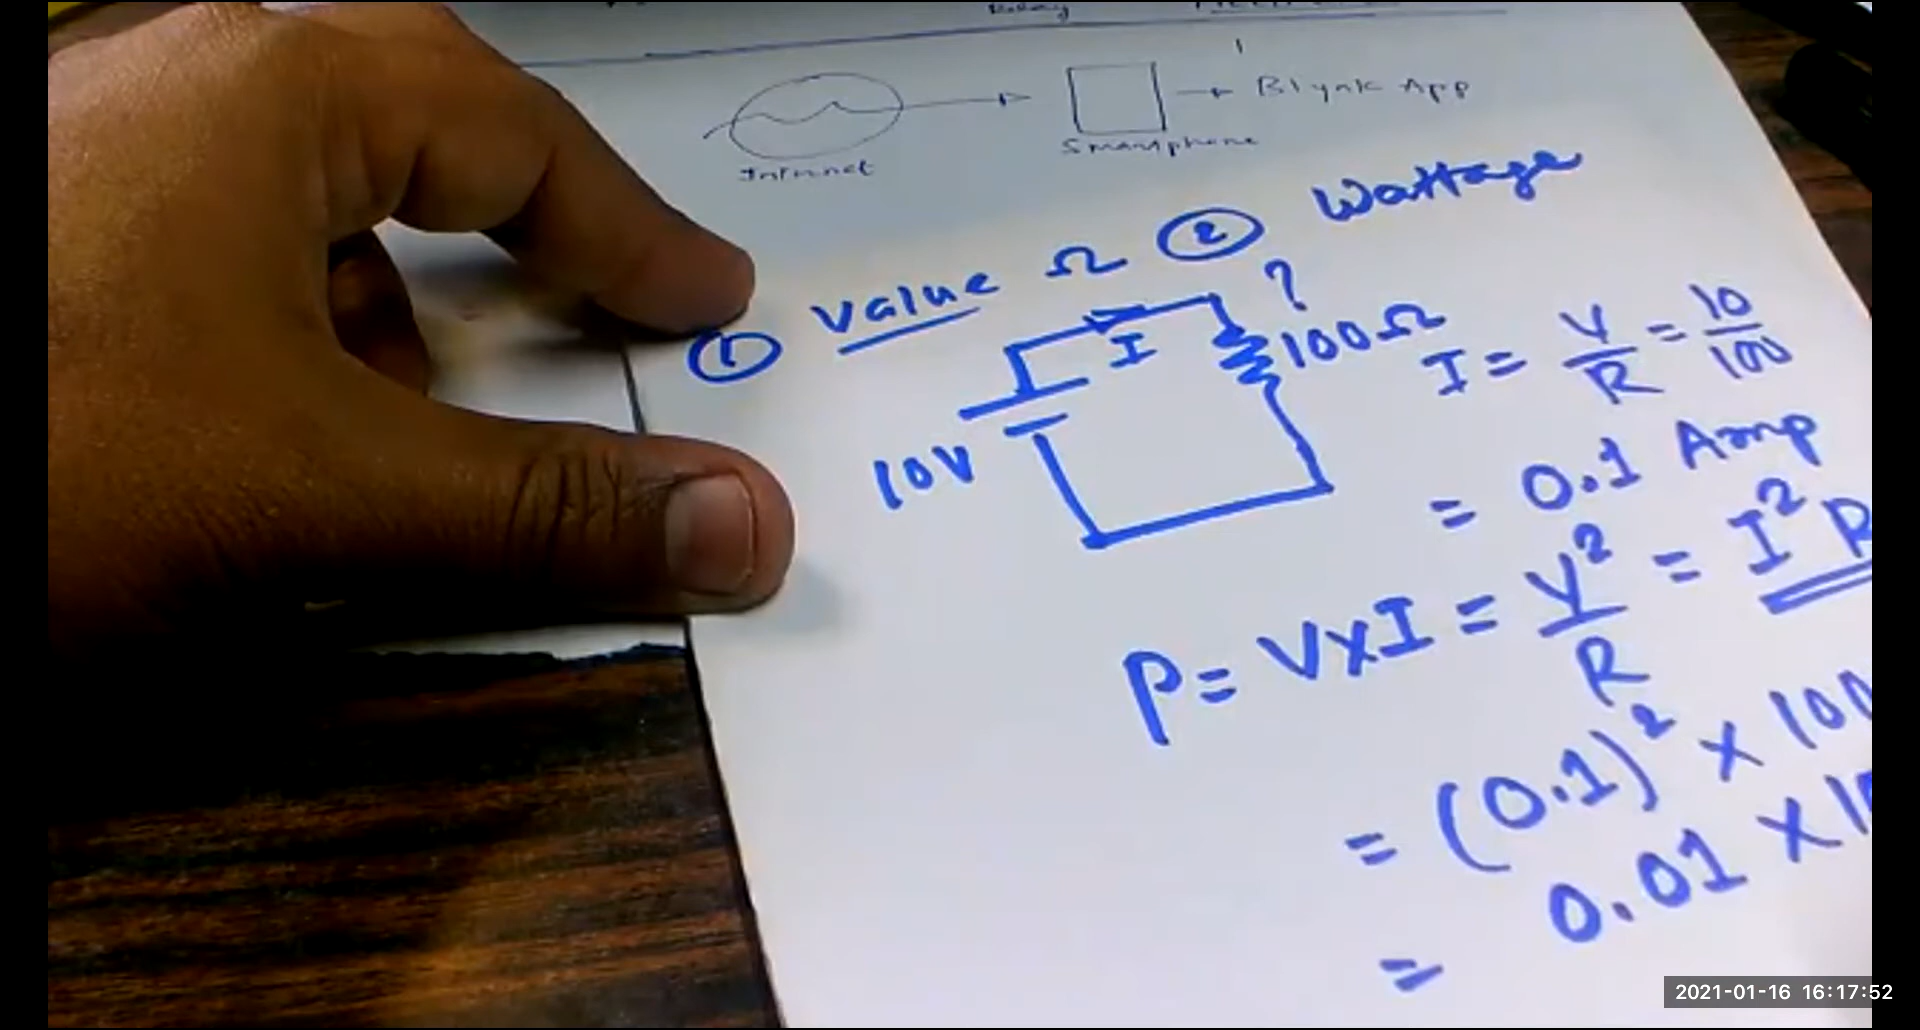 → Blynk App
Internet
Smartphone
① Value Ω ② Wattage
?
I
100Ω
10V
I = V/R = 10/100
= 0.1 Amp
P = V×I = V²/R = I²R
= (0.1)² × 100
= 0.01 × 10
2021-01-16 16:17:52